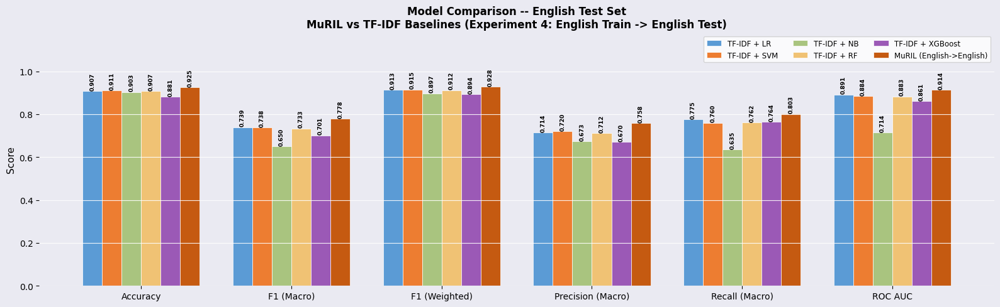 Model Comparison -- English Test Set
MuRIL vs TF-IDF Baselines (Experiment 4: English Train -> English Test)
TF-IDF + LR
TF-IDF + SVM
TF-IDF + NB
TF-IDF + RF
TF-IDF + XGBoost
MuRIL (English->English)
Score
1.0
0.8
0.6
0.4
0.2
0.0
0.907
0.911
0.903
0.907
0.881
0.925
0.739
0.738
0.650
0.733
0.701
0.778
0.913
0.915
0.897
0.912
0.894
0.928
0.714
0.720
0.673
0.712
0.670
0.758
0.775
0.760
0.635
0.762
0.764
0.803
0.891
0.884
0.714
0.883
0.861
0.914
Accuracy
F1 (Macro)
F1 (Weighted)
Precision (Macro)
Recall (Macro)
ROC AUC